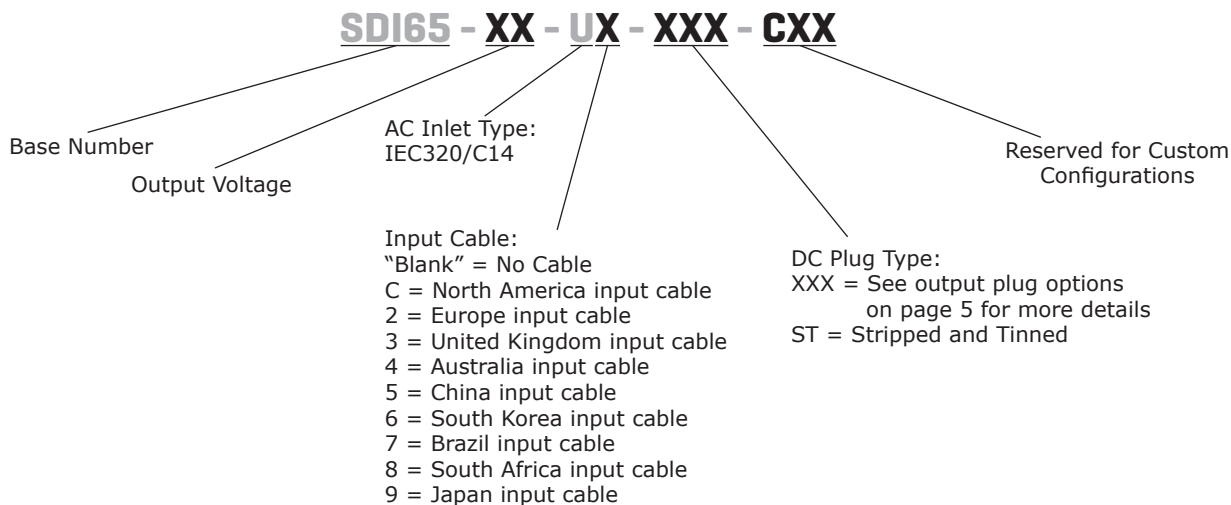 SDI65 - XX - UX - XXX - CXX
Base Number
Output Voltage
AC Inlet Type:
IEC320/C14
Input Cable:
“Blank” = No Cable
C = North America input cable
2 = Europe input cable
3 = United Kingdom input cable
4 = Australia input cable
5 = China input cable
6 = South Korea input cable
7 = Brazil input cable
8 = South Africa input cable
9 = Japan input cable
DC Plug Type:
XXX = See output plug options
on page 5 for more details
ST = Stripped and Tinned
Reserved for Custom
Configurations